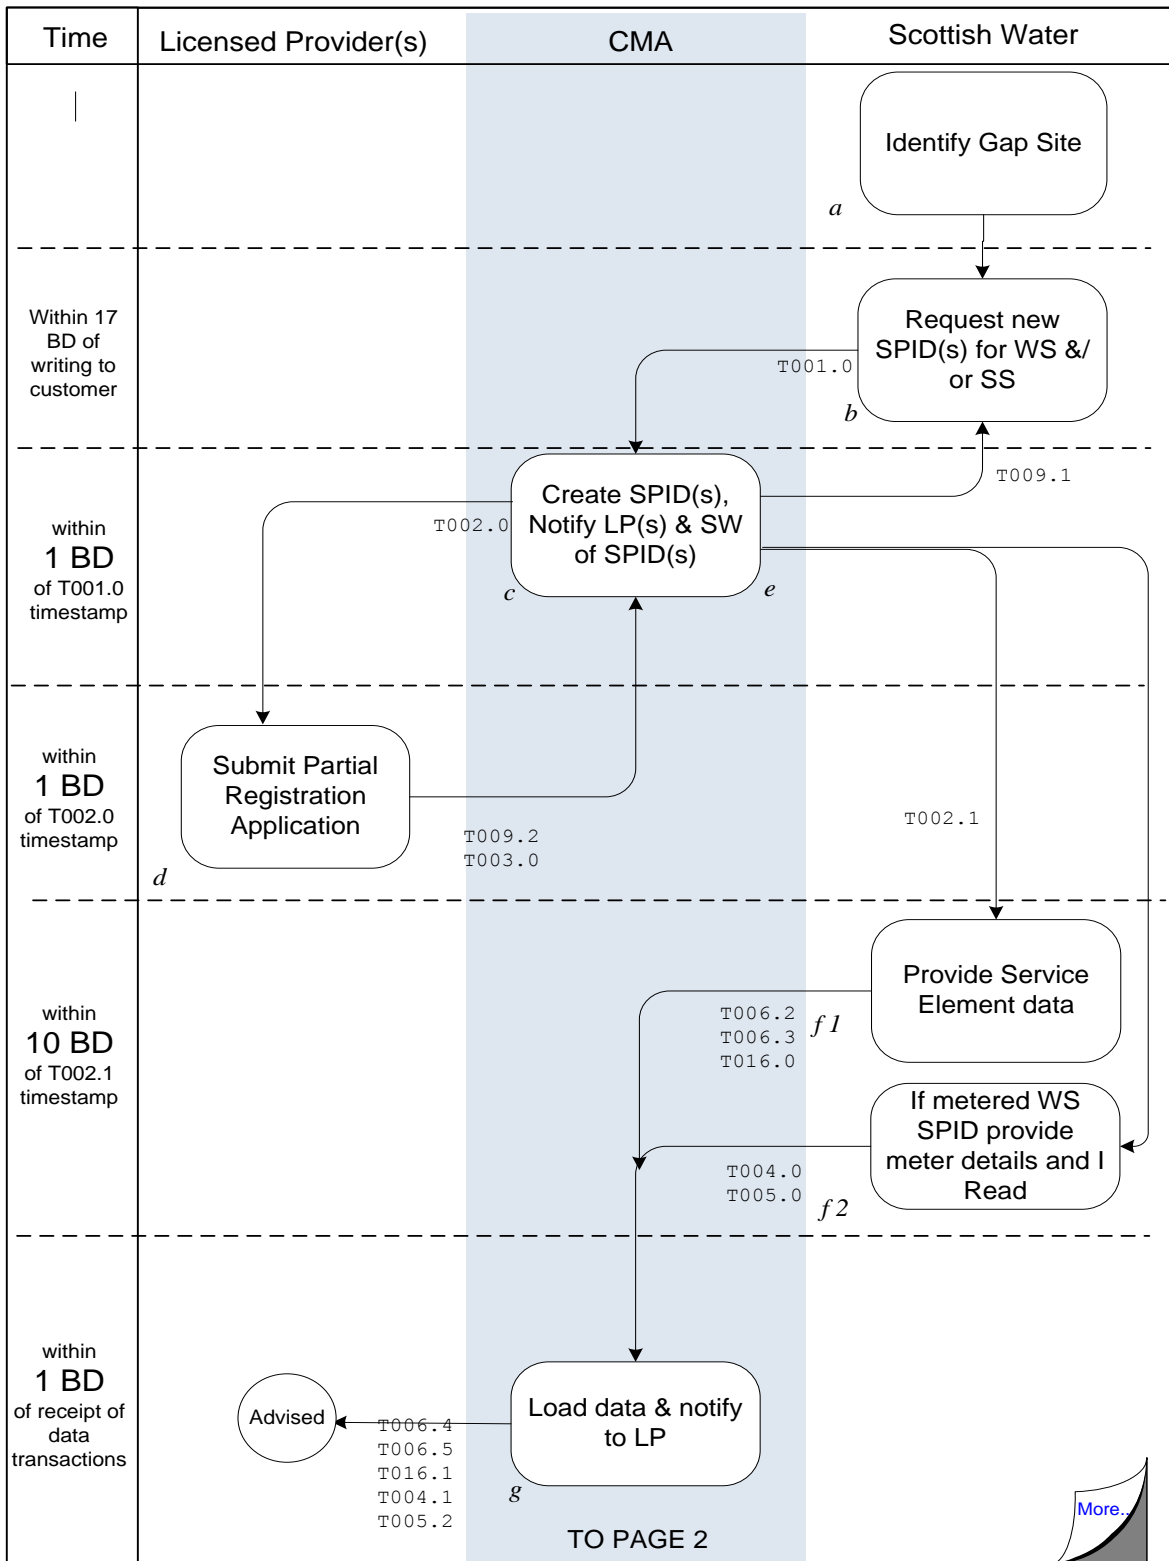 Time
Licensed Provider(s)
CMA
Scottish Water
Identify Gap Site
a
Within 17
BD of
writing to
customer
Request new
SPID(s) for WS &/
or SS
T001.0
b
T009.1
within
1 BD
of T001.0
timestamp
Create SPID(s),
Notify LP(s) & SW
of SPID(s)
T002.0
c
e
within
1 BD
of T002.0
timestamp
Submit Partial
Registration
Application
T009.2
T003.0
d
T002.1
within
10 BD
of T002.1
timestamp
Provide Service
Element data
T006.2
T006.3
T016.0
f1
If metered WS
SPID provide
meter details and I
Read
T004.0
T005.0
f2
within
1 BD
of receipt of
data
transactions
Advised
T006.4
T006.5
T016.1
T004.1
T005.2
Load data & notify
to LP
g
More..
TO PAGE 2